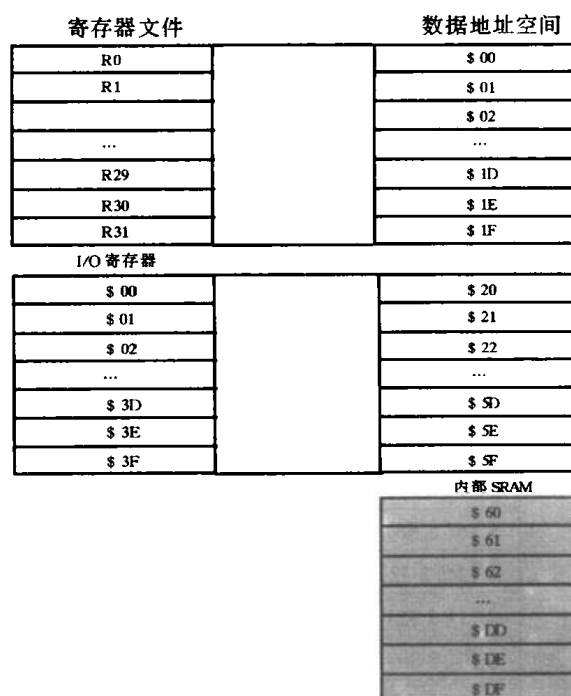 寄存器文件 数据地址空间
R0 $ 00
R1 $ 01
$ 02
… …
R29 $ 1D
R30 $ 1E
R31 $ 1F
I/O 寄存器
$ 00 $ 20
$ 01 $ 21
$ 02 $ 22
… …
$ 3D $ 5D
$ 3E $ 5E
$ 3F $ 5F
内部 SRAM
$ 60
$ 61
$ 62
…
$ DD
$ DE
$ DF